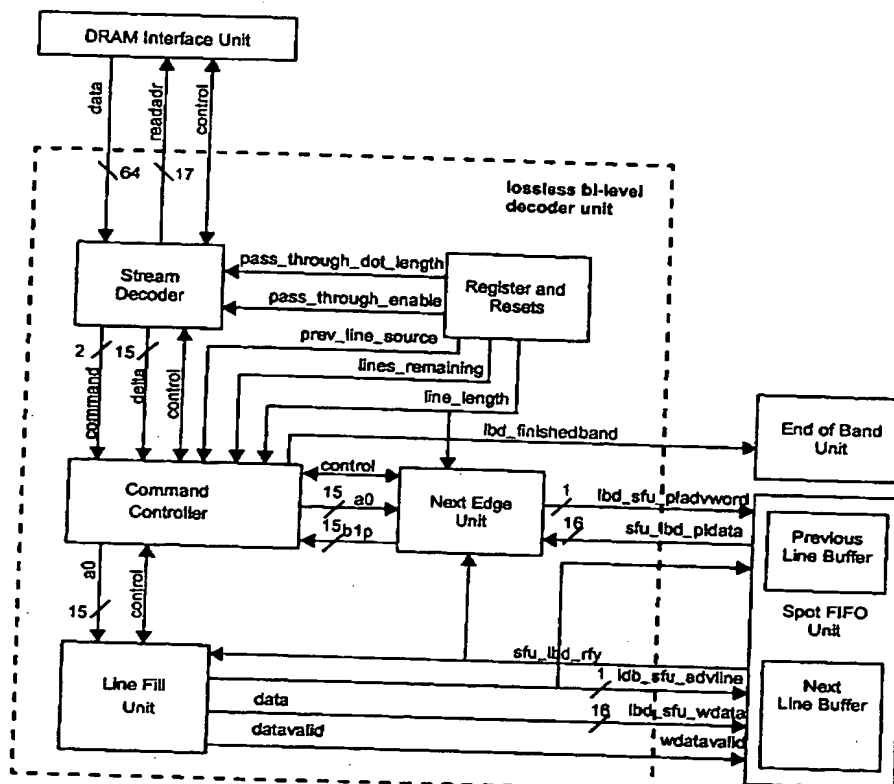 DRAM Interface Unit
data
readadr
control
64
17
lossless bi-level
decoder unit
Stream
Decoder
pass_through_dot_length
pass_through_enable
Register and
Resets
prev_line_source
lines_remaining
line_length
2
15
command
delta
control
lbd_finishedband
End of Band
Unit
Command
Controller
control
15
a0
15
b1p
Next Edge
Unit
1
lbd_sfu_pladvword
16
sfu_lbd_pldata
Previous
Line Buffer
Spot FIFO
Unit
a0
15
control
sfu_lbd_rfy
Line Fill
Unit
1
ldb_sfu_advline
data
16
lbd_sfu_wdata
datavalid
wdatavalid
Next
Line Buffer